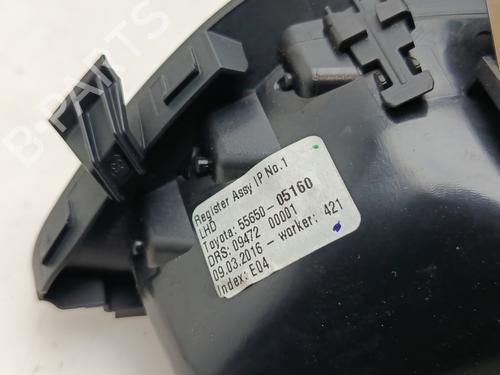 B-PARTS
Register Assy IP No.1
LHD
Toyota: 55650-05160
DRS: 09472 00001
09.03.2016 - worker: 421
Index: E04